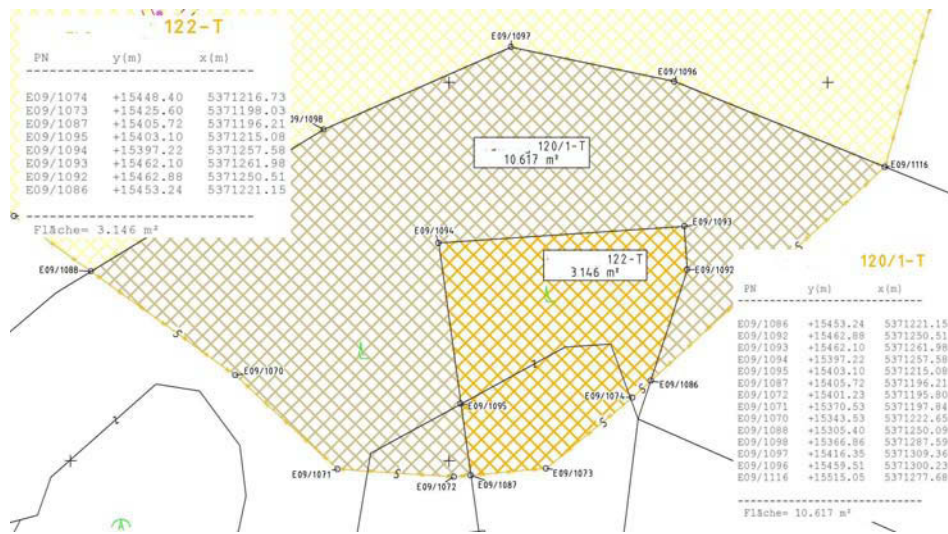 122-T
PN y(m) x(m)
E09/1074 +15448.40 5371216.73
E09/1073 +15425.60 5371198.03
E09/1087 +15405.72 5371196.21
E09/1095 +15403.10 5371215.08
E09/1094 +15397.22 5371257.58
E09/1093 +15462.10 5371261.98
E09/1092 +15462.88 5371250.51
E09/1086 +15453.24 5371221.15
Fläche= 3.146 m²
E09/1097
E09/1096
E09/1098
120/1-T
10.617 m²
E09/1116
E09/1093
E09/1094
122-T
3.146 m²
E09/1092
E09/1088
E09/1070
E09/1086
E09/1074
E09/1095
E09/1071
E09/1072
E09/1087
E09/1073
120/1-T
PN y(m) x(m)
E09/1086 +15453.24 5371221.15
E09/1092 +15462.88 5371250.51
E09/1093 +15462.10 5371261.98
E09/1094 +15397.22 5371257.58
E09/1095 +15403.10 5371215.08
E09/1087 +15405.72 5371196.21
E09/1072 +15401.23 5371195.80
E09/1071 +15370.53 5371197.84
E09/1070 +15343.53 5371222.65
E09/1088 +15305.40 5371250.09
E09/1098 +15366.86 5371287.59
E09/1097 +15416.35 5371309.36
E09/1096 +15459.51 5371300.23
E09/1116 +15515.05 5371277.68
Fläche= 10.617 m²